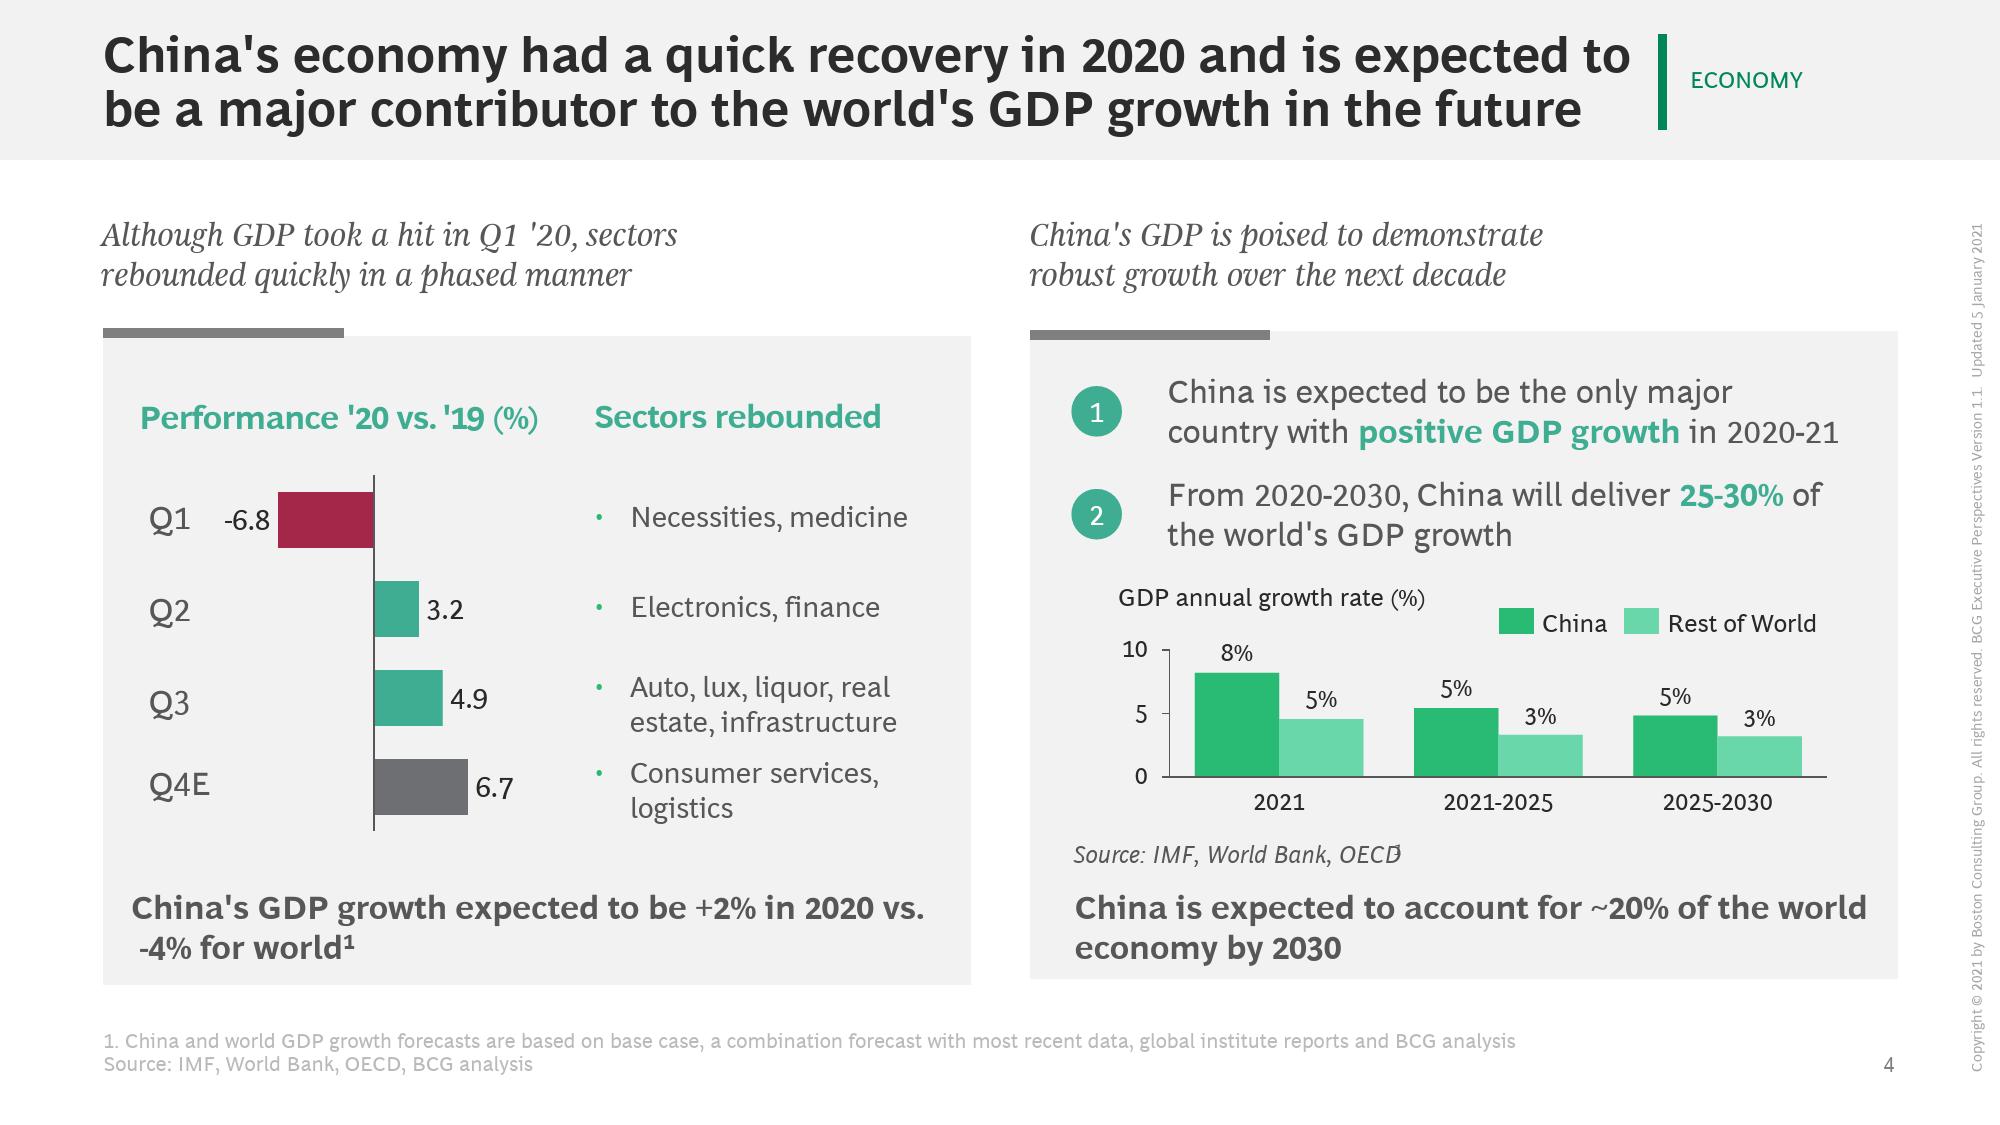 China's economy had a quick recovery in 2020 and is expected to
be a major contributor to the world's GDP growth in the future
ECONOMY
Although GDP took a hit in Q1 '20, sectors
rebounded quickly in a phased manner
Performance '20 vs. '19 (%)
Sectors rebounded
Q1
-6.8
• Necessities, medicine
Q2
3.2
• Electronics, finance
Q3
4.9
• Auto, lux, liquor, real
estate, infrastructure
Q4E
6.7
• Consumer services,
logistics
China's GDP growth expected to be +2% in 2020 vs.
-4% for world¹
China's GDP is poised to demonstrate
robust growth over the next decade
1
China is expected to be the only major
country with positive GDP growth in 2020-21
2
From 2020-2030, China will deliver 25-30% of
the world's GDP growth
GDP annual growth rate (%)
China
Rest of World
10
5
0
8%
5%
5%
3%
5%
3%
2021
2021-2025
2025-2030
Source: IMF, World Bank, OECD¹
China is expected to account for ~20% of the world
economy by 2030
1. China and world GDP growth forecasts are based on base case, a combination forecast with most recent data, global institute reports and BCG analysis
Source: IMF, World Bank, OECD, BCG analysis
4
Copyright © 2021 by Boston Consulting Group. All rights reserved. BCG Executive Perspectives Version 1.1. Updated 5 January 2021